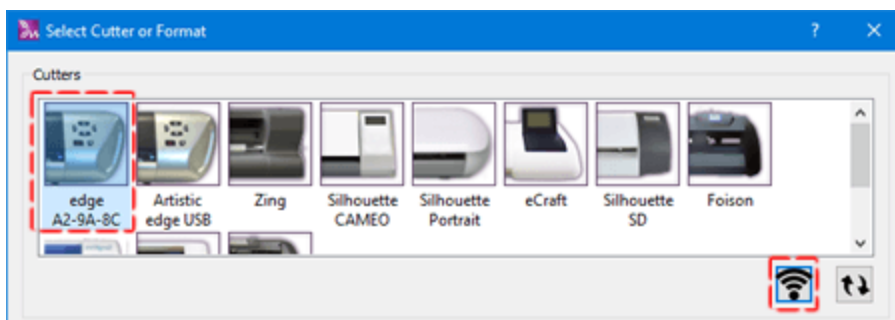 Select Cutter or Format
?
Cutters
edge Artistic Zing Silhouette Silhouette eCraft Silhouette Foison
A2-9A-8C edge USB CAMEO Portrait SD